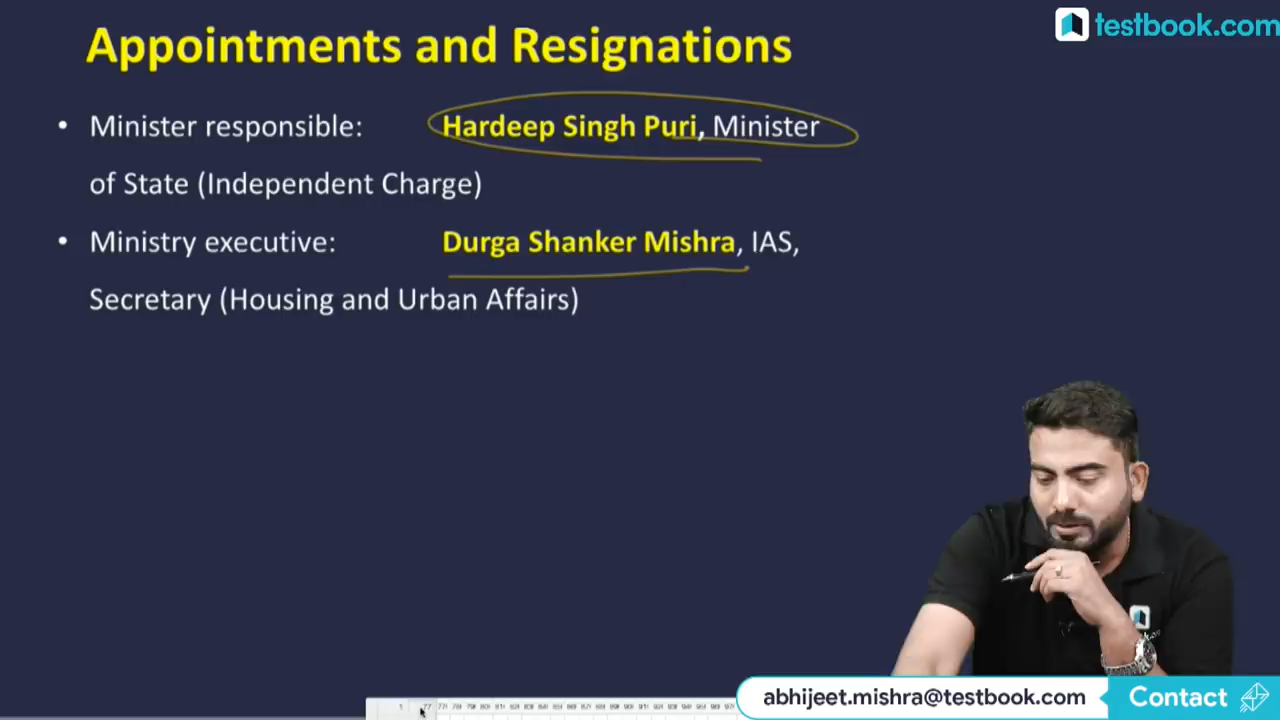 testbook.com
Appointments and Resignations
• Minister responsible: Hardeep Singh Puri, Minister
of State (Independent Charge)
• Ministry executive: Durga Shanker Mishra, IAS,
Secretary (Housing and Urban Affairs)
abhijeet.mishra@testbook.com Contact